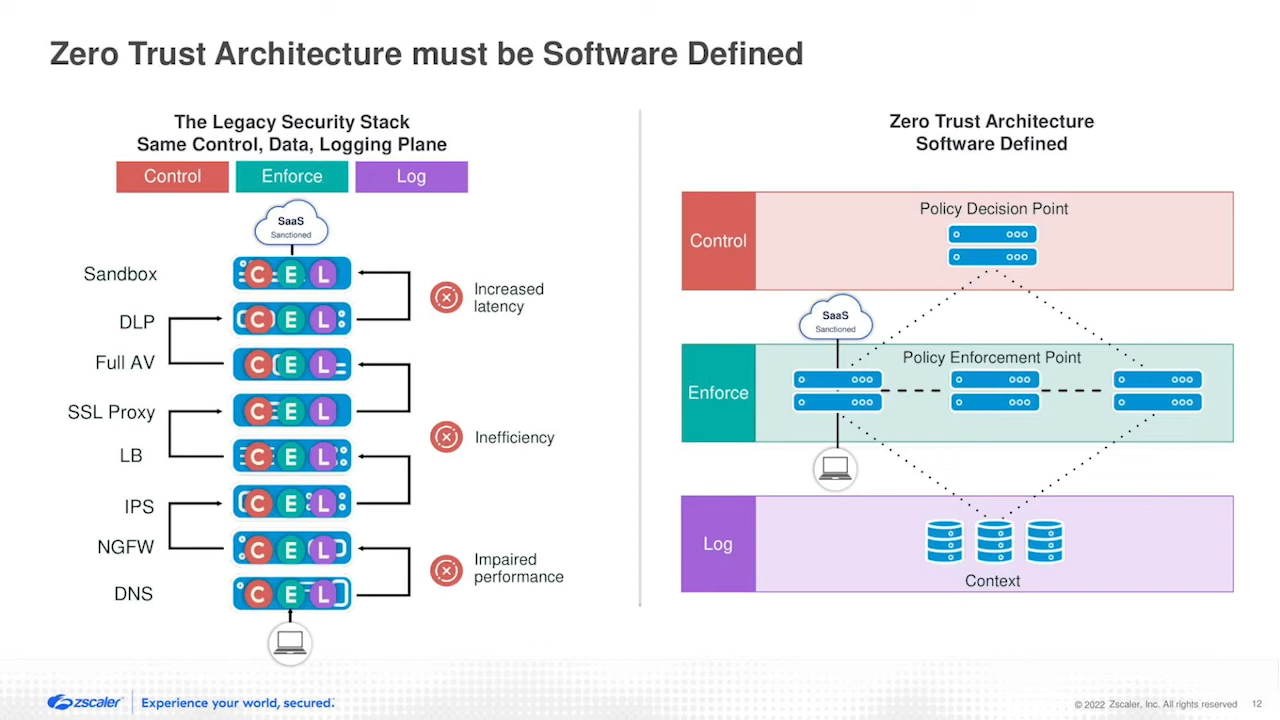 Zero Trust Architecture must be Software Defined
The Legacy Security Stack
Same Control, Data, Logging Plane
Control
Enforce
Log
SaaS
Sanctioned
Sandbox
C E L
DLP
C E L
Full AV
C E L
SSL Proxy
C E L
LB
C E L
IPS
C E L
NGFW
C E L
DNS
C E L
Increased
latency
Inefficiency
Impaired
performance
Zero Trust Architecture
Software Defined
Control
Policy Decision Point
SaaS
Sanctioned
Enforce
Policy Enforcement Point
Log
Context
zscaler™
Experience your world, secured.™
© 2022 Zscaler, Inc. All rights reserved
12